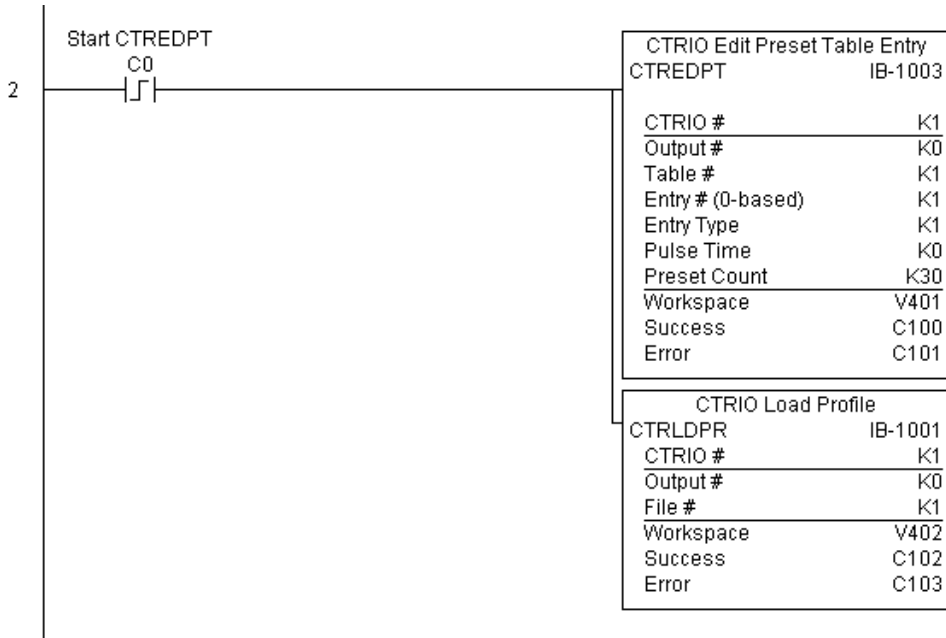 Start CTREDPT
C0
2
CTRIO Edit Preset Table Entry
CTREDPT IB-1003
CTRIO # K1
Output # K0
Table # K1
Entry # (0-based) K1
Entry Type K1
Pulse Time K0
Preset Count K30
Workspace V401
Success C100
Error C101
CTRIO Load Profile
CTRLDPR IB-1001
CTRIO # K1
Output # K0
File # K1
Workspace V402
Success C102
Error C103